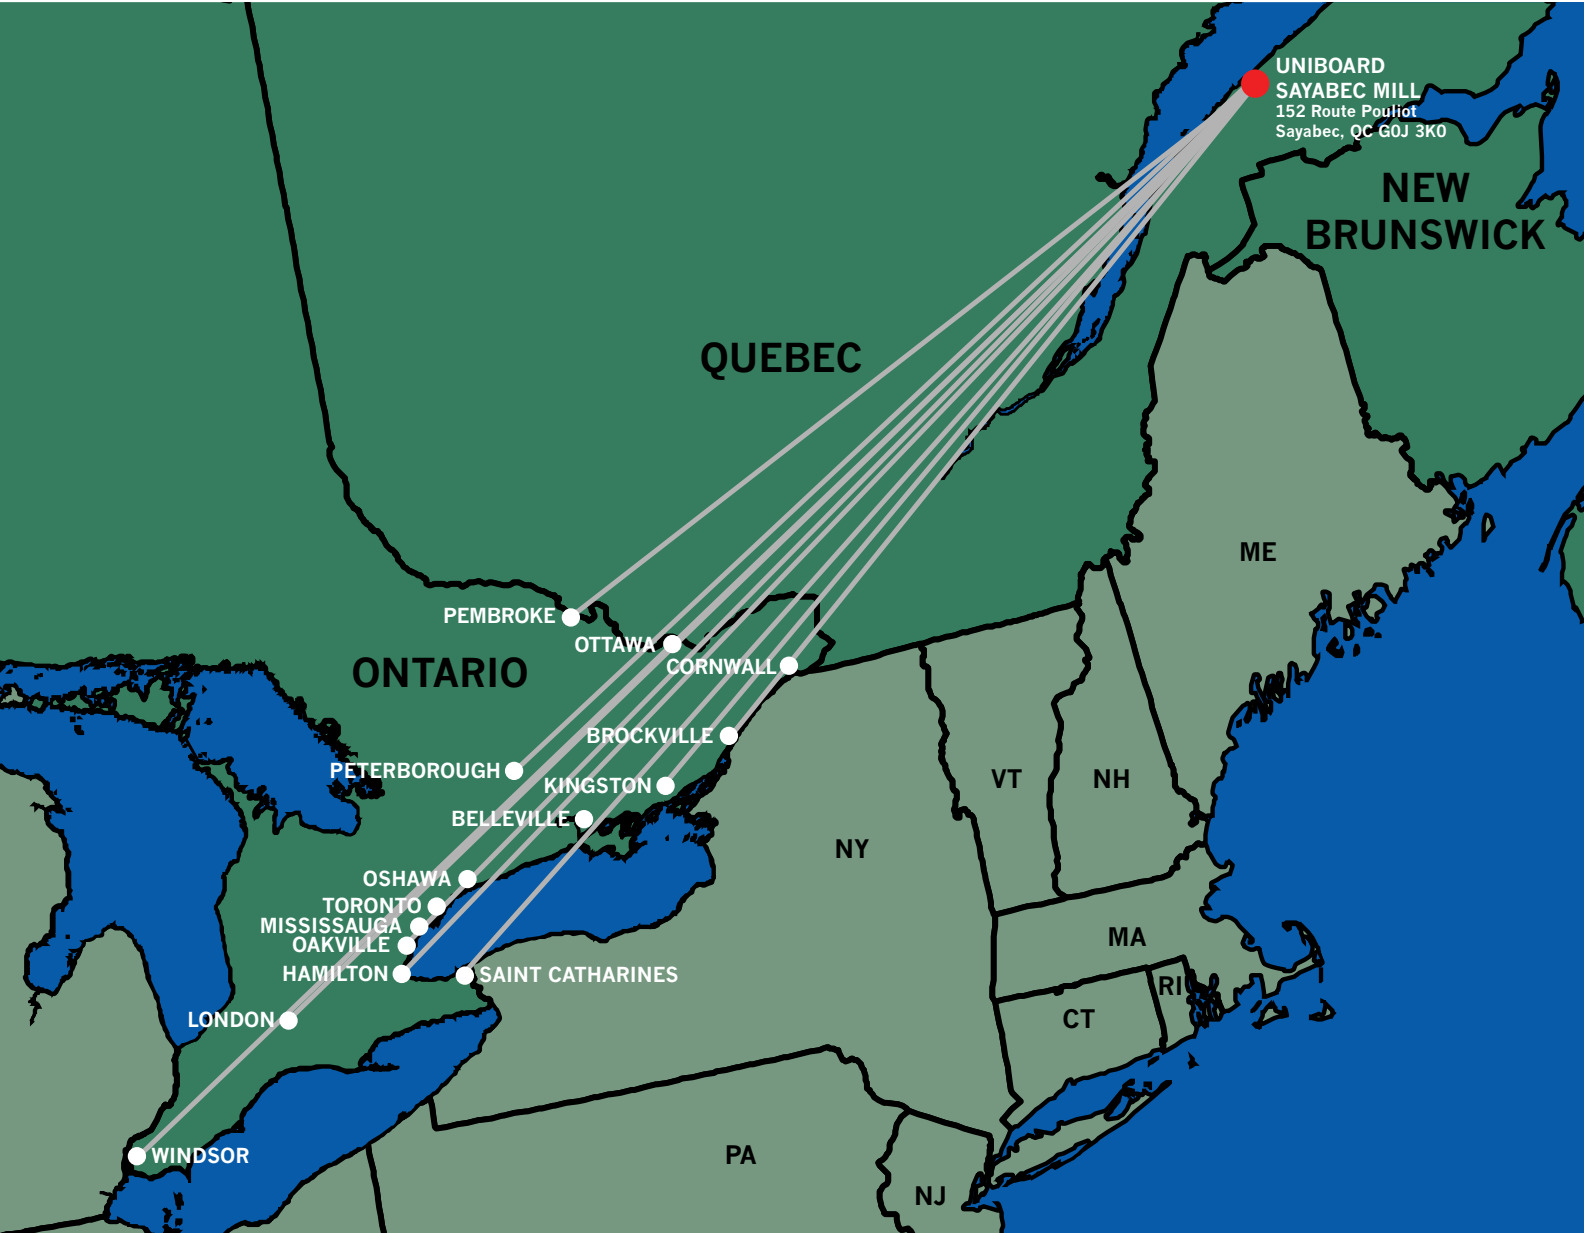 UNIBOARD
SAYABEC MILL
152 Route Pouliot
Sayabec, QC G0J 3K0
NEW
BRUNSWICK
QUEBEC
ME
PEMBROKE
OTTAWA
CORNWALL
ONTARIO
BROCKVILLE
PETERBOROUGH
KINGSTON
VT
NH
BELLEVILLE
NY
OSHAWA
TORONTO
MISSISSAUGA
OAKVILLE
MA
HAMILTON
SAINT CATHARINES
RI
LONDON
CT
WINDSOR
PA
NJ